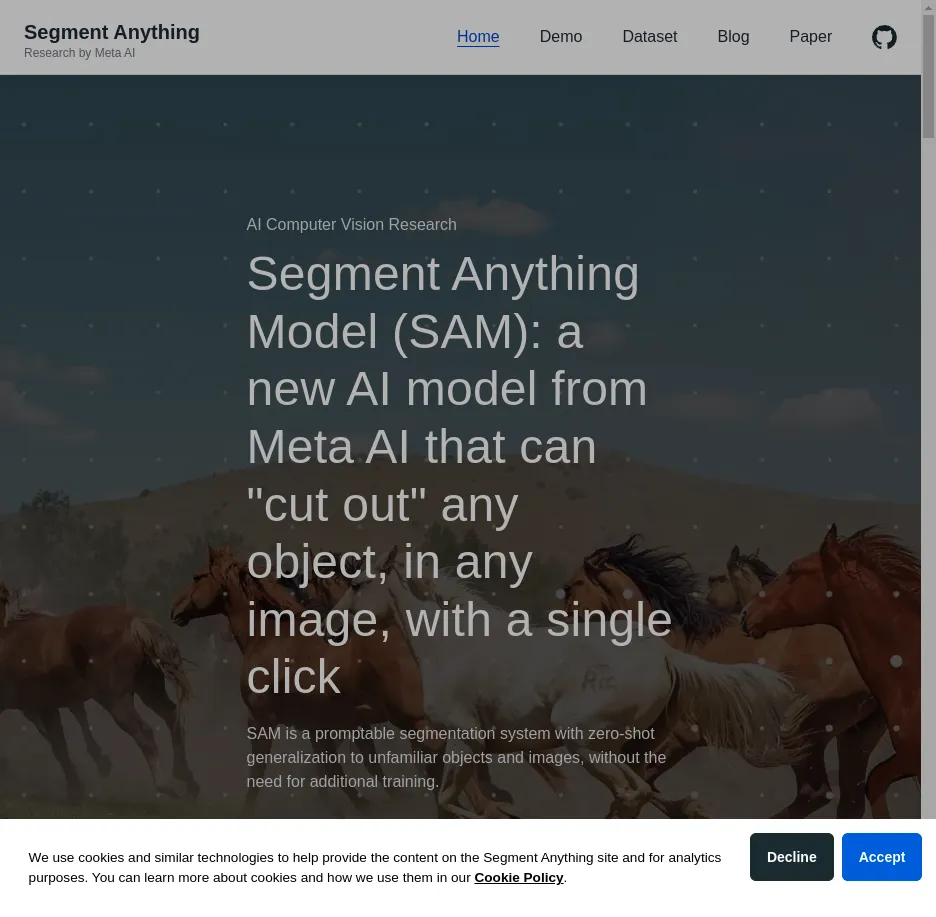 Segment Anything
Research by Meta AI
Home
Demo
Dataset
Blog
Paper
AI Computer Vision Research
Segment Anything
Model (SAM): a
new AI model from
Meta AI that can
"cut out" any
object, in any
image, with a single
click
SAM is a promptable segmentation system with zero-shot
generalization to unfamiliar objects and images, without the
need for additional training.
We use cookies and similar technologies to help provide the content on the Segment Anything site and for analytics
purposes. You can learn more about cookies and how we use them in our Cookie Policy.
Decline
Accept